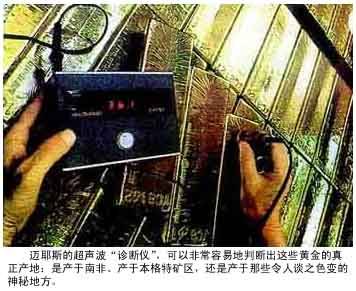 36.1
迈耶斯的超声波“诊断仪”,可以非常容易地判断出这些黄金的真
正产地:是产于南非、产于本格特矿区,还是产于那些令人谈之色变的
神秘地方。